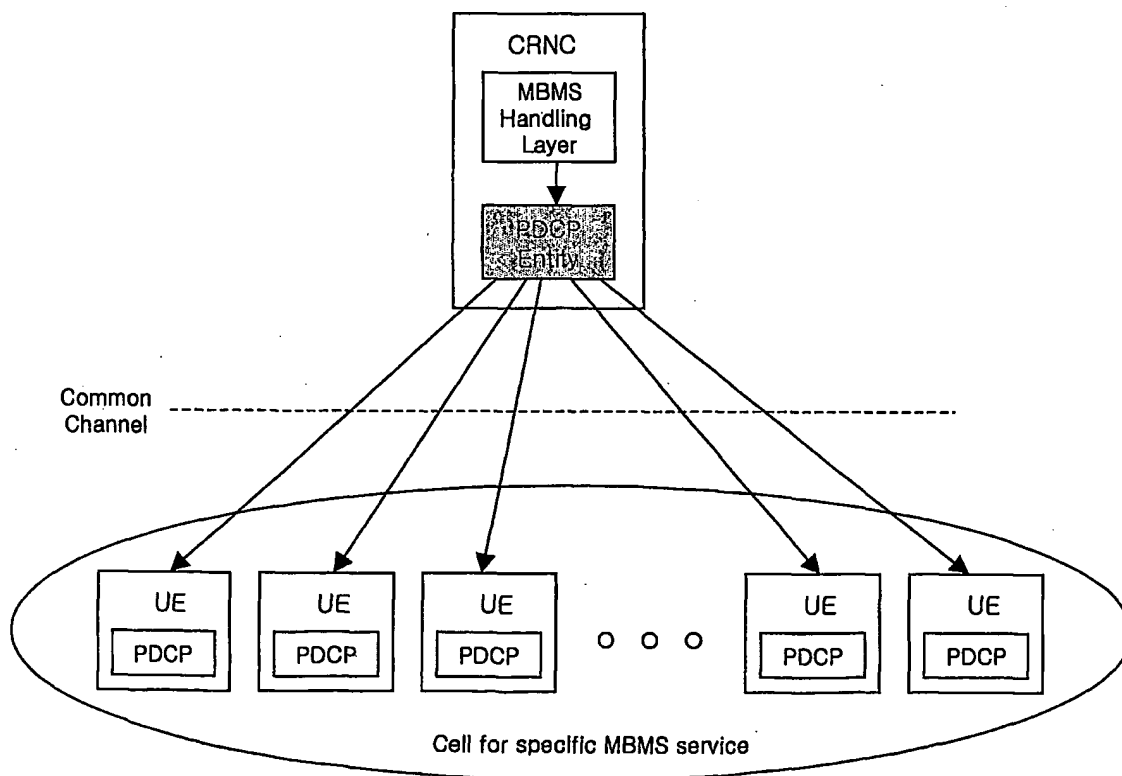 CRNC
MBMS
Handling
Layer
PDCP
Entity
Common
Channel
UE
UE
UE
UE
UE
PDCP
PDCP
PDCP
PDCP
PDCP
Cell for specific MBMS service